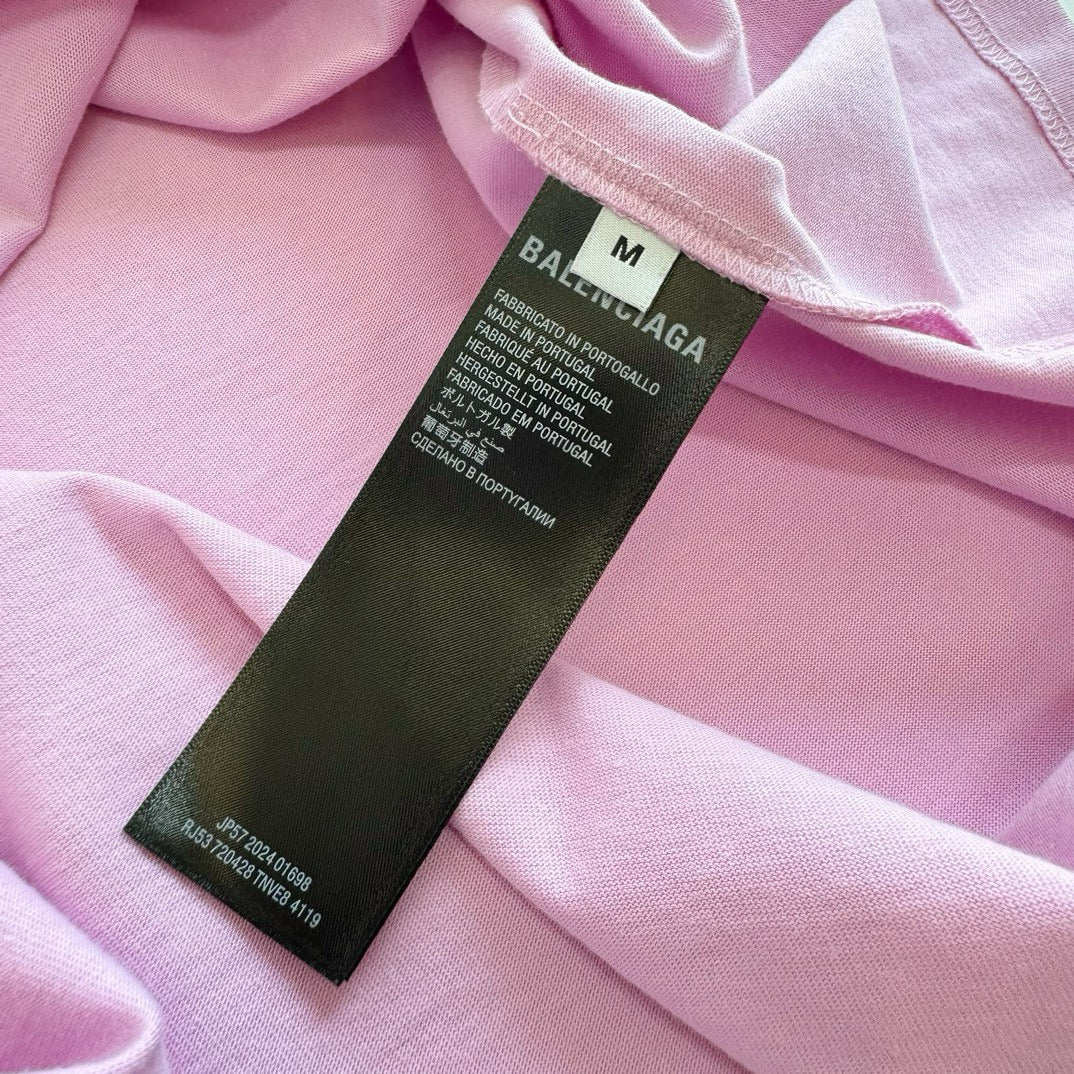 M
BALENCIAGA
FABBRICATO IN PORTOGALLO
MADE IN PORTUGAL
FABRIQUÉ AU PORTUGAL
HECHO EN PORTUGAL
HERGESTELLT IN PORTUGAL
FABRICADO EM PORTUGAL
ポルトガル製
صنع في البرتغال
葡萄牙制造
СДЕЛАНО В ПОРТУГАЛИИ
JP57 2024 01698
RJ53 720428 TNVE8 4119